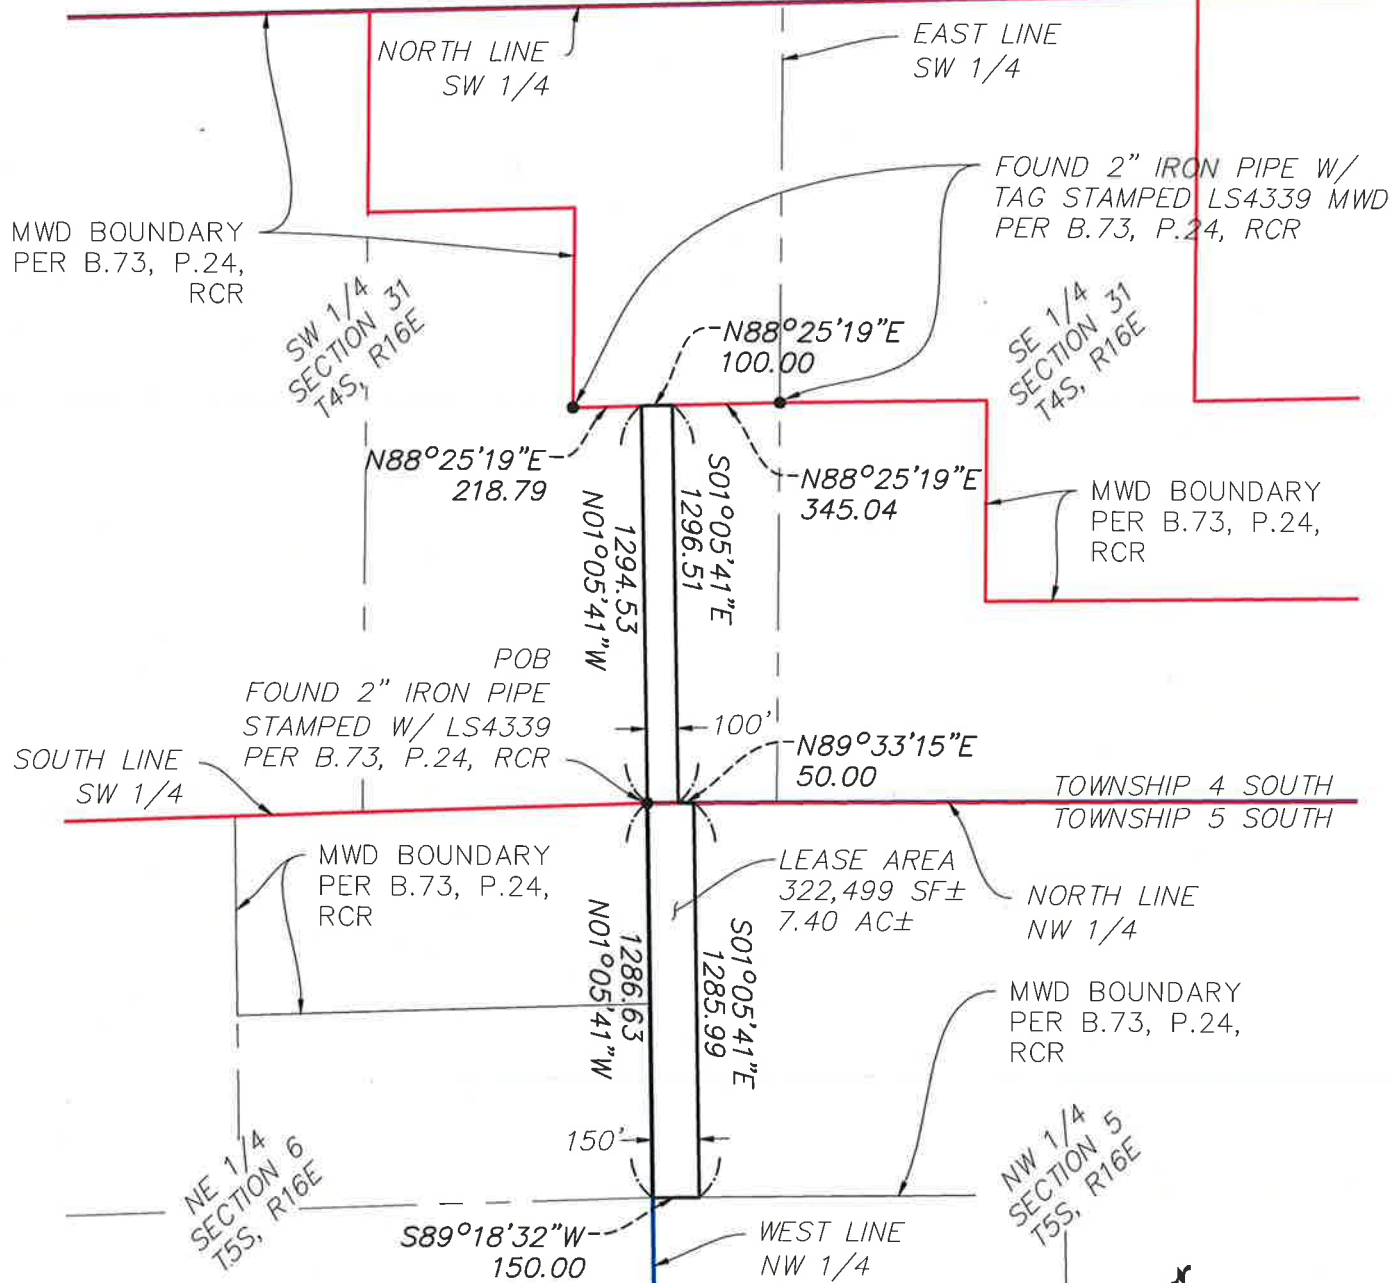 NORTH LINE
SW 1/4
EAST LINE
SW 1/4
FOUND 2" IRON PIPE W/
TAG STAMPED LS4339 MWD
PER B.73, P.24, RCR
MWD BOUNDARY
PER B.73, P.24,
RCR
SW 1/4
SECTION 31
T4S, R16E
SE 1/4
SECTION 31
T4S, R16E
N88°25'19"E
100.00
N88°25'19"E
218.79
N88°25'19"E
345.04
MWD BOUNDARY
PER B.73, P.24,
RCR
S01°05'41"E
1296.51
1294.53
N01°05'41"W
POB
FOUND 2" IRON PIPE
STAMPED W/ LS4339
PER B.73, P.24, RCR
100'
N89°33'15"E
50.00
SOUTH LINE
SW 1/4
TOWNSHIP 4 SOUTH
TOWNSHIP 5 SOUTH
MWD BOUNDARY
PER B.73, P.24,
RCR
LEASE AREA
322,499 SF±
7.40 AC±
NORTH LINE
NW 1/4
S01°05'41"E
1285.99
1286.63
N01°05'41"W
MWD BOUNDARY
PER B.73, P.24,
RCR
150'
NE 1/4
SECTION 6
T5S, R16E
NW 1/4
SECTION 5
T5S, R16E
S89°18'32"W
150.00
WEST LINE
NW 1/4